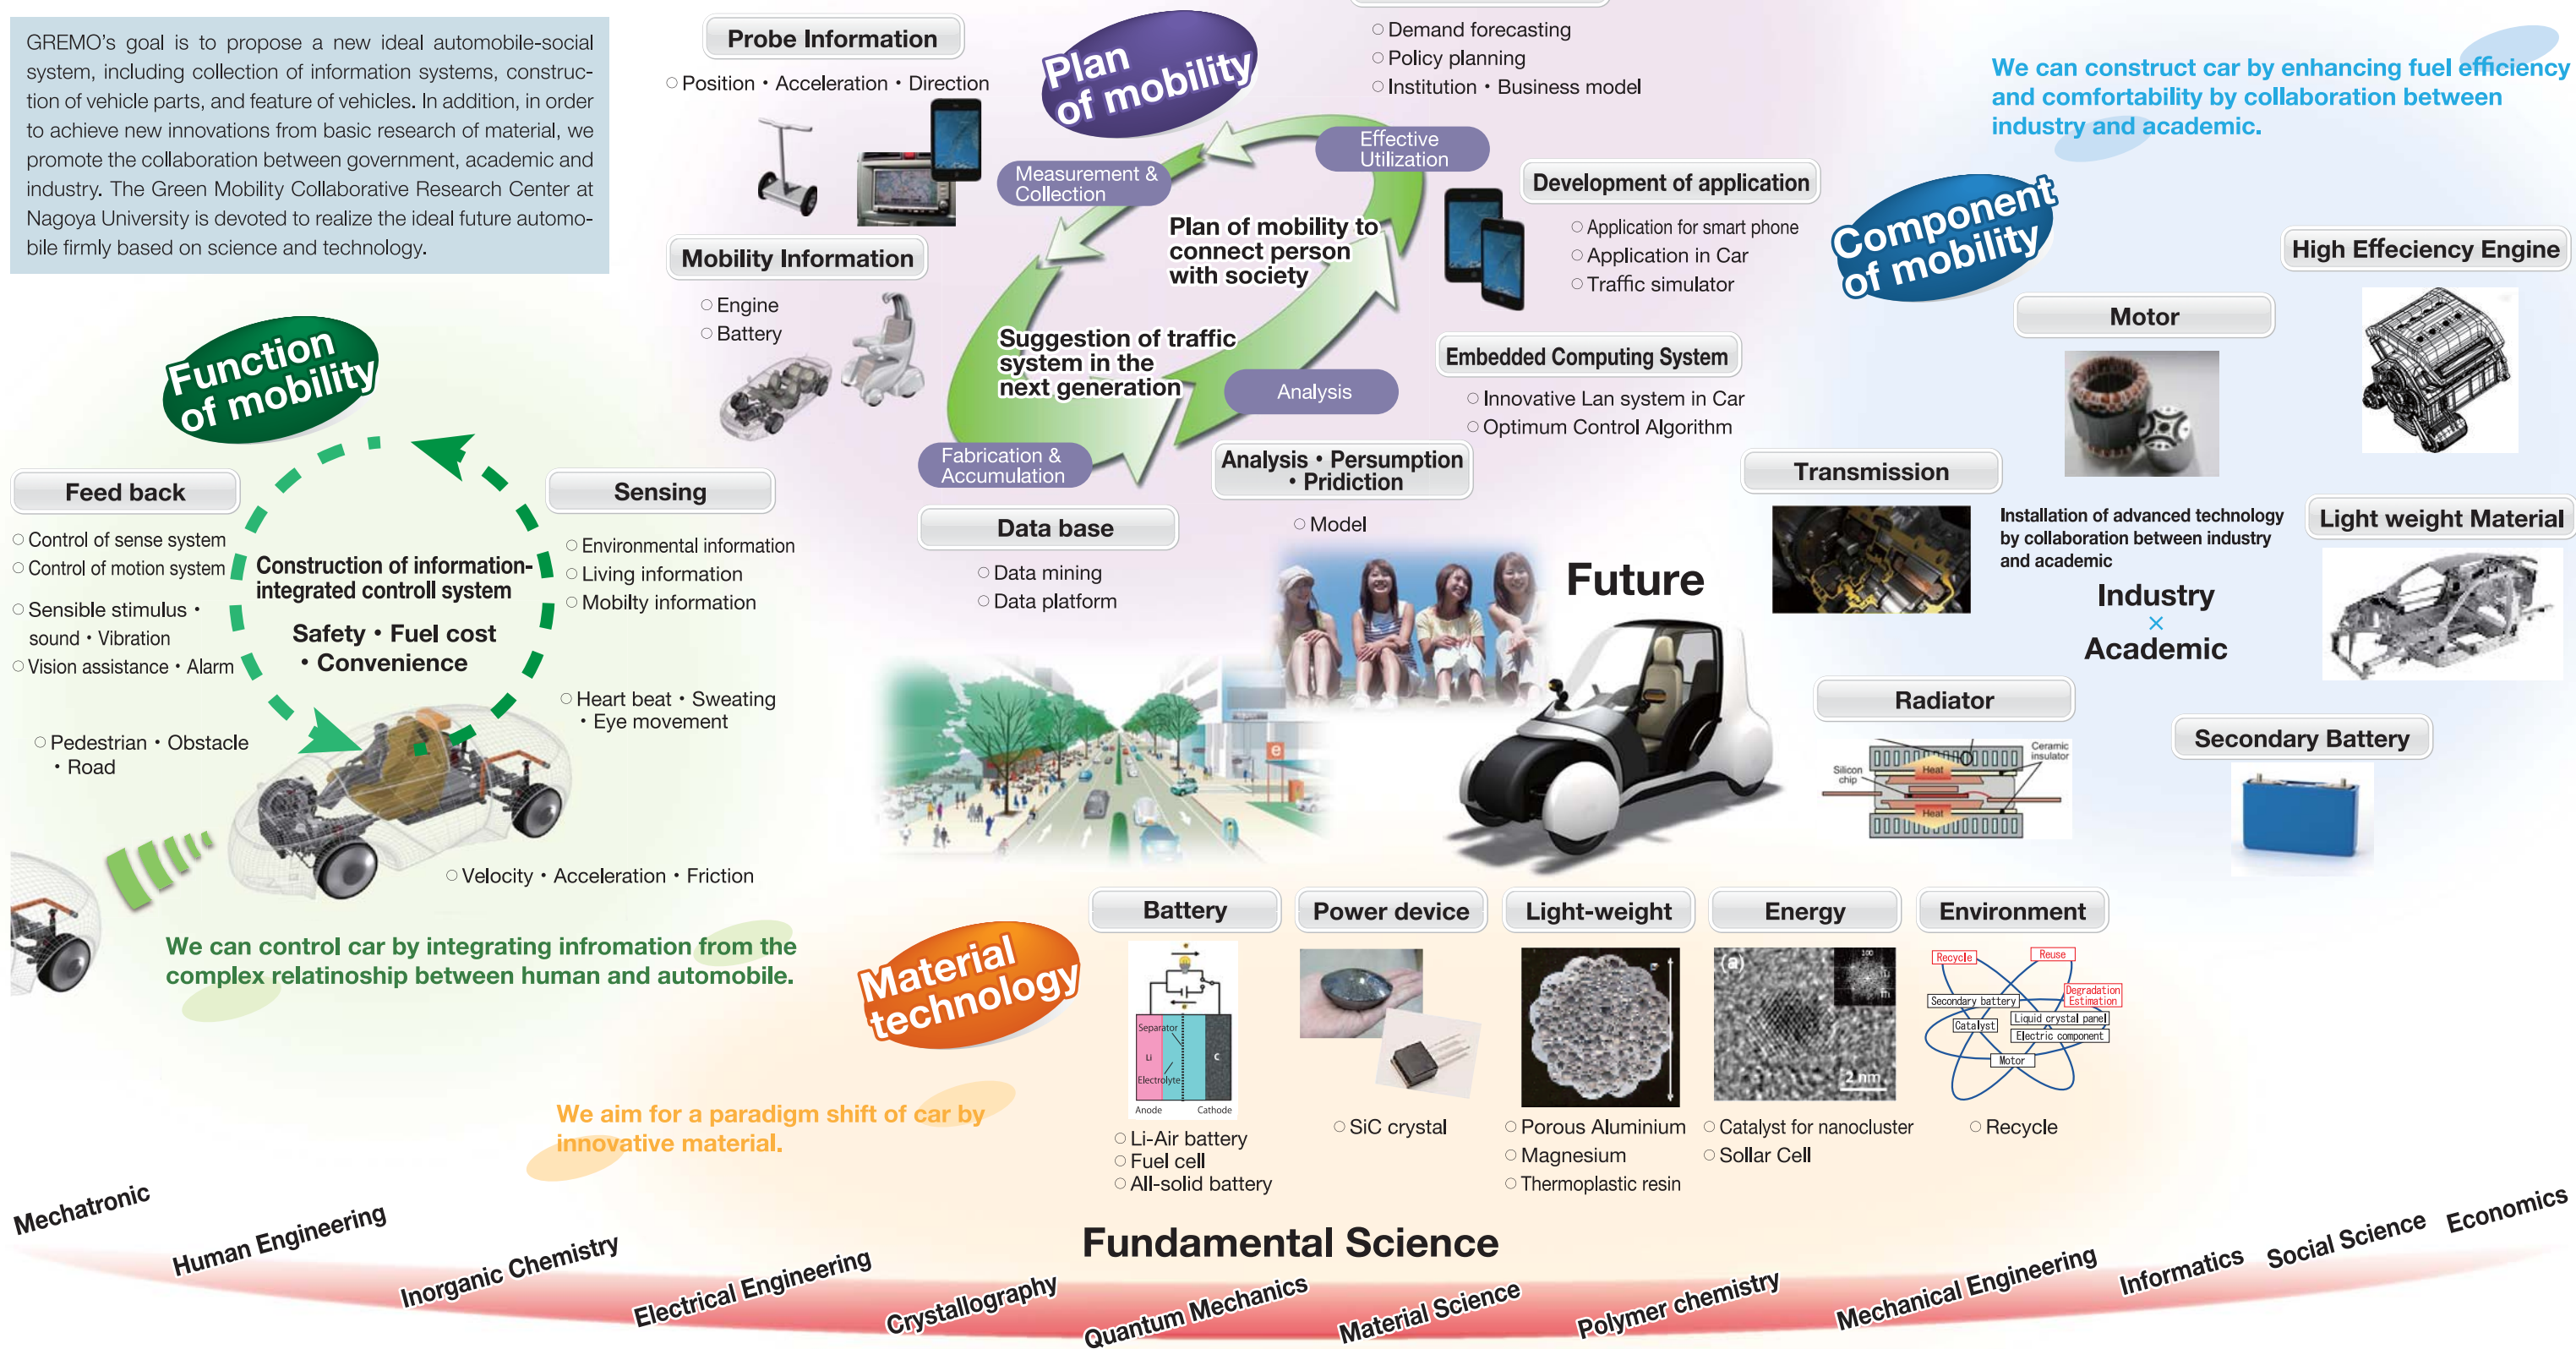 GREMO's goal is to propose a new ideal automobile-social
system, including collection of information systems, construc-
tion of vehicle parts, and feature of vehicles. In addition, in order
to achieve new innovations from basic research of material, we
promote the collaboration between government, academic and
industry. The Green Mobility Collaborative Research Center at
Nagoya University is devoted to realize the ideal future automo-
bile firmly based on science and technology.
Probe Information
○ Position・Acceleration・Direction
Mobility Information
○ Engine
○ Battery
Plan
of mobility
○ Demand forecasting
○ Policy planning
○ Institution・Business model
Effective
Utilization
Measurement &
Collection
Plan of mobility to
connect person
with society
Suggestion of traffic
system in the
next generation
Analysis
Fabrication &
Accumulation
Development of application
○ Application for smart phone
○ Application in Car
○ Traffic simulator
Embedded Computing System
○ Innovative Lan system in Car
○ Optimum Control Algorithm
Analysis・Persumption
・Pridiction
○ Model
Data base
○ Data mining
○ Data platform
Future
e
We can construct car by enhancing fuel efficiency
and comfortability by collaboration between
industry and academic.
Component
of mobility
High Effeciency Engine
Motor
Transmission
Installation of advanced technology
by collaboration between industry
and academic
Industry
×
Academic
Light weight Material
Radiator
Silicon
chip
Heat
Heat
Ceramic
insulator
Secondary Battery
Function
of mobility
Feed back
○ Control of sense system
○ Control of motion system
○ Sensible stimulus・
sound・Vibration
○ Vision assistance・Alarm
Construction of information-
integrated controll system
Safety・Fuel cost
・Convenience
Sensing
○ Environmental information
○ Living information
○ Mobilty information
○ Heart beat・Sweating
・Eye movement
○ Pedestrian・Obstacle
・Road
○ Velocity・Acceleration・Friction
We can control car by integrating infromation from the
complex relatinoship between human and automobile.
Material
technology
We aim for a paradigm shift of car by
innovative material.
Battery
Separator
Li
C
Electrolyte
Anode
Cathode
○ Li-Air battery
○ Fuel cell
○ All-solid battery
Power device
○ SiC crystal
Light-weight
○ Porous Aluminium
○ Magnesium
○ Thermoplastic resin
Energy
(a)
100
2 nm
○ Catalyst for nanocluster
○ Sollar Cell
Environment
Recycle
Reuse
Degradation
Estimation
Secondary battery
Liquid crystal panel
Catalyst
Electric component
Motor
○ Recycle
Fundamental Science
Mechatronic
Human Engineering
Inorganic Chemistry
Electrical Engineering
Crystallography
Quantum Mechanics
Material Science
Polymer chemistry
Mechanical Engineering
Informatics
Social Science
Economics